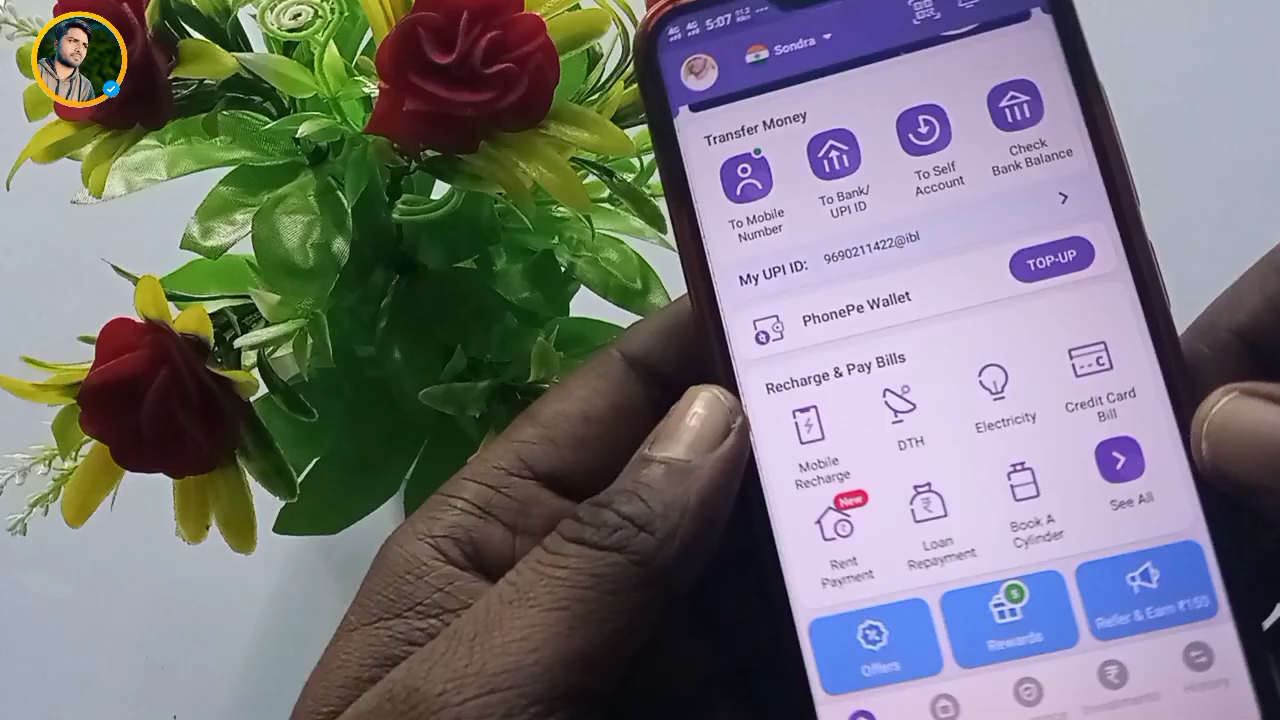 5:07
Sondra
Transfer Money
To Mobile
Number
To Bank/
UPI ID
To Self
Account
Check
Bank Balance
My UPI ID: 9690211422@ibl
PhonePe Wallet
TOP-UP
Recharge & Pay Bills
Mobile
Recharge
DTH
Electricity
Credit Card
Bill
New
Rent
Payment
Loan
Repayment
Book A
Cylinder
See All
Offers
Rewards
Refer & Earn ₹150
History